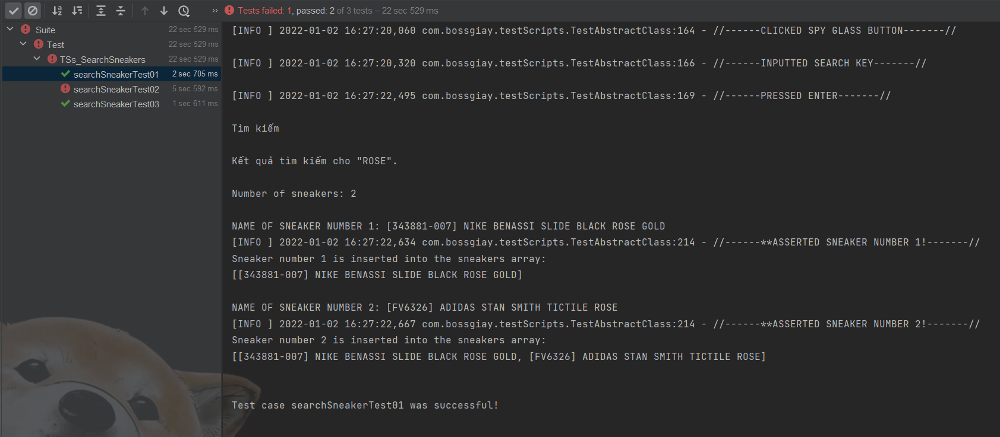 Tests failed: 1, passed: 2 of 3 tests – 22 sec 529 ms
Suite 22 sec 529 ms
Test 22 sec 529 ms
TSs_SearchSneakers 22 sec 529 ms
searchSneakerTest01 2 sec 705 ms
searchSneakerTest02 5 sec 592 ms
searchSneakerTest03 1 sec 611 ms
[INFO ] 2022-01-02 16:27:20,060 com.bossgiay.testScripts.TestAbstractClass:164 - //------CLICKED SPY GLASS BUTTON-------//
[INFO ] 2022-01-02 16:27:20,320 com.bossgiay.testScripts.TestAbstractClass:166 - //------INPUTTED SEARCH KEY-------//
[INFO ] 2022-01-02 16:27:22,495 com.bossgiay.testScripts.TestAbstractClass:169 - //------PRESSED ENTER-------//
Tìm kiếm
Kết quả tìm kiếm cho "ROSE".
Number of sneakers: 2
NAME OF SNEAKER NUMBER 1: [343881-007] NIKE BENASSI SLIDE BLACK ROSE GOLD
[INFO ] 2022-01-02 16:27:22,634 com.bossgiay.testScripts.TestAbstractClass:214 - //------**ASSERTED SNEAKER NUMBER 1!-------//
Sneaker number 1 is inserted into the sneakers array:
[[343881-007] NIKE BENASSI SLIDE BLACK ROSE GOLD]
NAME OF SNEAKER NUMBER 2: [FV6326] ADIDAS STAN SMITH TICTILE ROSE
[INFO ] 2022-01-02 16:27:22,667 com.bossgiay.testScripts.TestAbstractClass:214 - //------**ASSERTED SNEAKER NUMBER 2!-------//
Sneaker number 2 is inserted into the sneakers array:
[[343881-007] NIKE BENASSI SLIDE BLACK ROSE GOLD, [FV6326] ADIDAS STAN SMITH TICTILE ROSE]
Test case searchSneakerTest01 was successful!